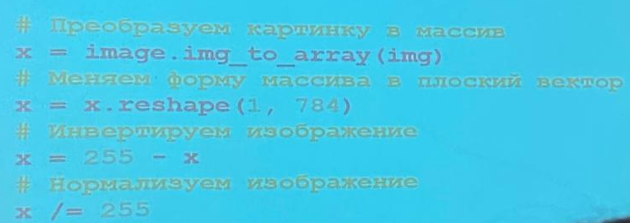 # Преобразуем картинку в массив
x = image.img_to_array(img)
# Меняем форму массива в плоский вектор
x = x.reshape(1, 784)
# Инвертируем изображение
x = 255 - x
# Нормализуем изображение
x /= 255